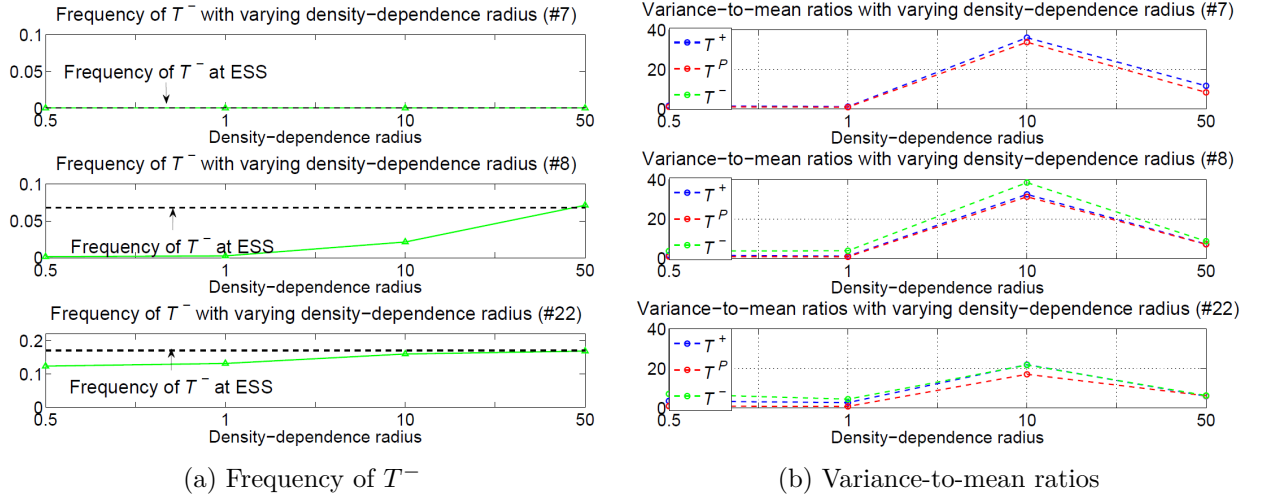 Frequency of T⁻ with varying density−dependence radius (#7)
0.1
0.05
0
Frequency of T⁻ at ESS
0.5 1 10 50
Density−dependence radius
Frequency of T⁻ with varying density−dependence radius (#8)
0.1
0.05
0
Frequency of T⁻ at ESS
0.5 1 10 50
Density−dependence radius
Frequency of T⁻ with varying density−dependence radius (#22)
0.2
0.1
0
Frequency of T⁻ at ESS
0.5 1 10 50
Density−dependence radius
(a) Frequency of T⁻
Variance−to−mean ratios with varying density−dependence radius (#7)
40
20
0
T⁺
Tᴾ
T⁻
0.5 1 10 50
Density−dependence radius
Variance−to−mean ratios with varying density−dependence radius (#8)
40
20
0
T⁺
Tᴾ
T⁻
0.5 1 10 50
Density−dependence radius
Variance−to−mean ratios with varying density−dependence radius (#22)
40
20
0
T⁺
Tᴾ
T⁻
0.5 1 10 50
Density−dependence radius
(b) Variance-to-mean ratios